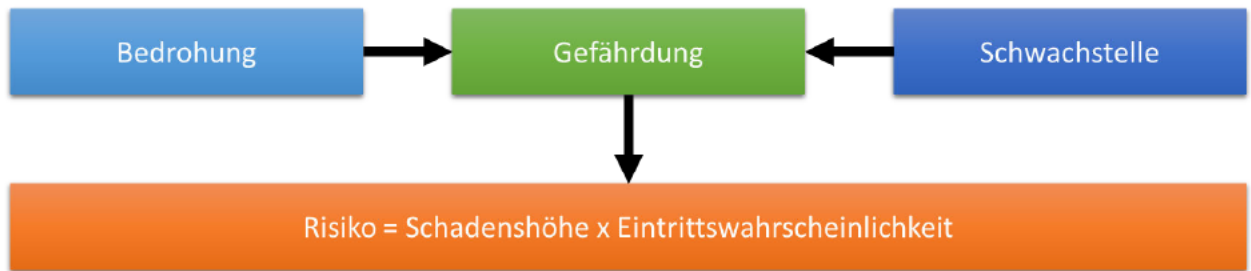 Bedrohung
Gefährdung
Schwachstelle
Risiko = Schadenshöhe x Eintrittswahrscheinlichkeit